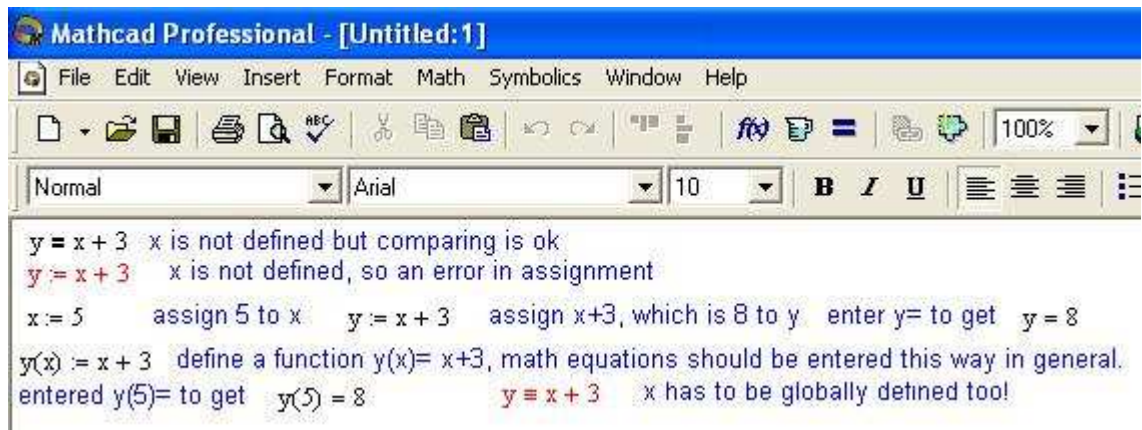 Mathcad Professional - [Untitled:1]
File Edit View Insert Format Math Symbolics Window Help
ABC f(x) 100%
Normal Arial 10 B I U
y = x + 3 x is not defined but comparing is ok
y := x + 3 x is not defined, so an error in assignment
x := 5 assign 5 to x y := x + 3 assign x+3, which is 8 to y enter y= to get y = 8
y(x) := x + 3 define a function y(x)= x+3, math equations should be entered this way in general.
entered y(5)= to get y(5) = 8 y ≡ x + 3 x has to be globally defined too!